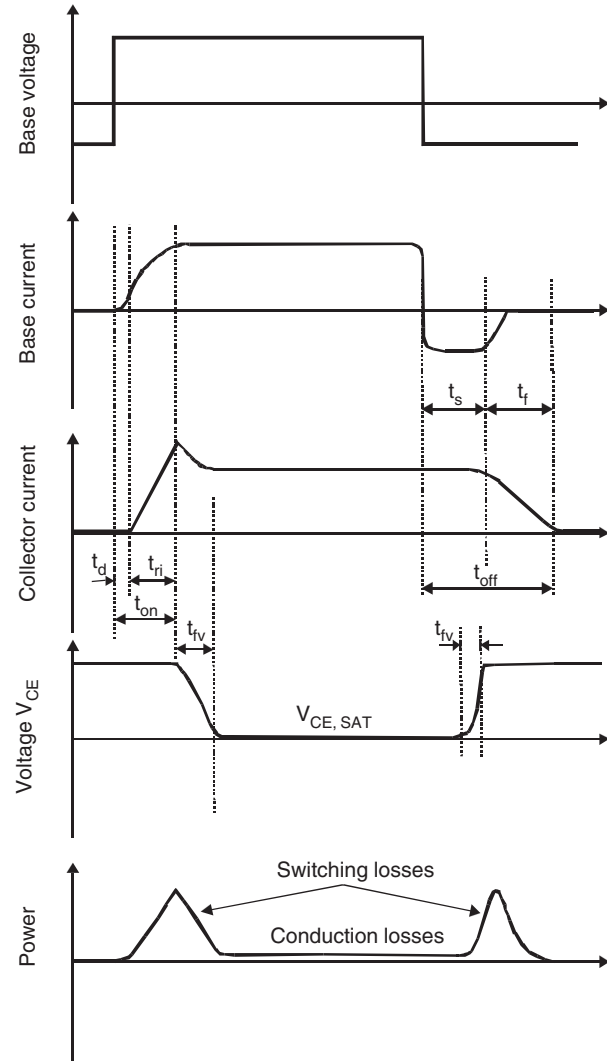 Base voltage
Base current
t_s
t_f
Collector current
t_d
t_ri
t_on
t_off
t_fv
t_fv
Voltage V_CE
V_CE, SAT
Switching losses
Conduction losses
Power